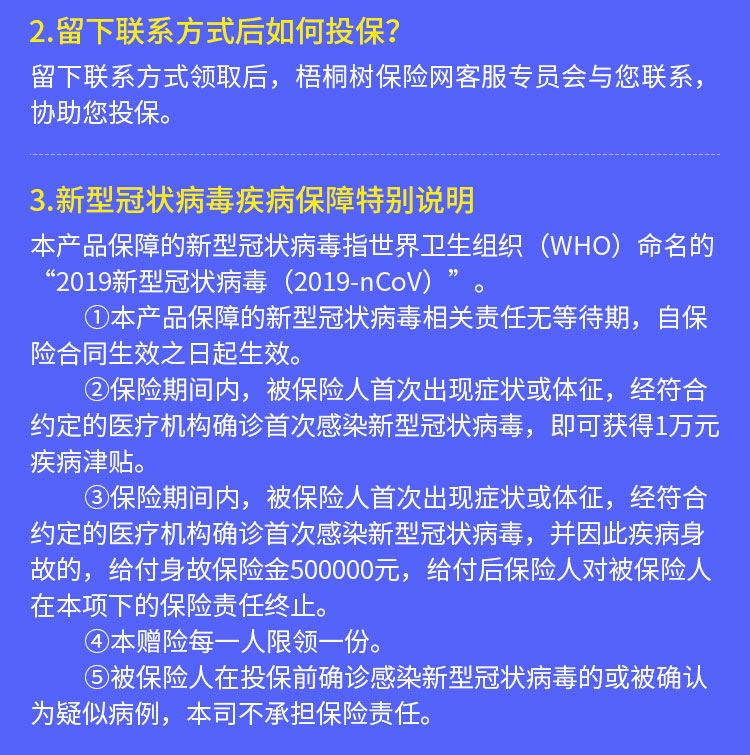 2.留下联系方式后如何投保？
留下联系方式领取后，梧桐树保险网客服专员会与您联系，
协助您投保。
3.新型冠状病毒疾病保障特别说明
本产品保障的新型冠状病毒指世界卫生组织（WHO）命名的
“2019新型冠状病毒（2019-nCoV）”。
①本产品保障的新型冠状病毒相关责任无等待期，自保
险合同生效之日起生效。
②保险期间内，被保险人首次出现症状或体征，经符合
约定的医疗机构确诊首次感染新型冠状病毒，即可获得1万元
疾病津贴。
③保险期间内，被保险人首次出现症状或体征，经符合
约定的医疗机构确诊首次感染新型冠状病毒，并因此疾病身
故的，给付身故保险金500000元，给付后保险人对被保险人
在本项下的保险责任终止。
④本赠险每一人限领一份。
⑤被保险人在投保前确诊感染新型冠状病毒的或被确认
为疑似病例，本司不承担保险责任。